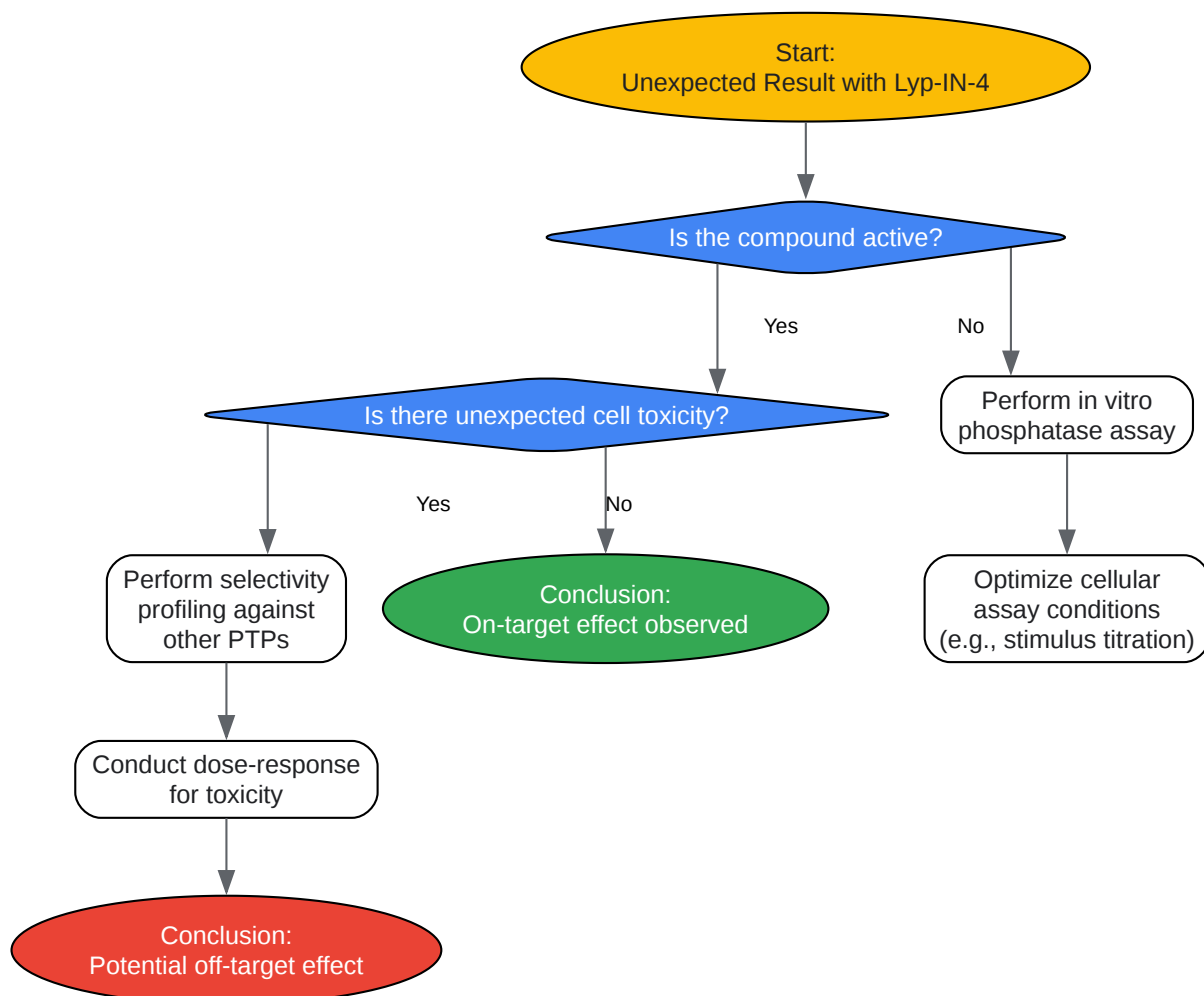 Start:
Unexpected Result with Lyp-IN-4
Is the compound active?
Yes
No
Is there unexpected cell toxicity?
Perform in vitro
phosphatase assay
Yes
No
Perform selectivity
profiling against
other PTPs
Conclusion:
On-target effect observed
Optimize cellular
assay conditions
(e.g., stimulus titration)
Conduct dose-response
for toxicity
Conclusion:
Potential off-target effect